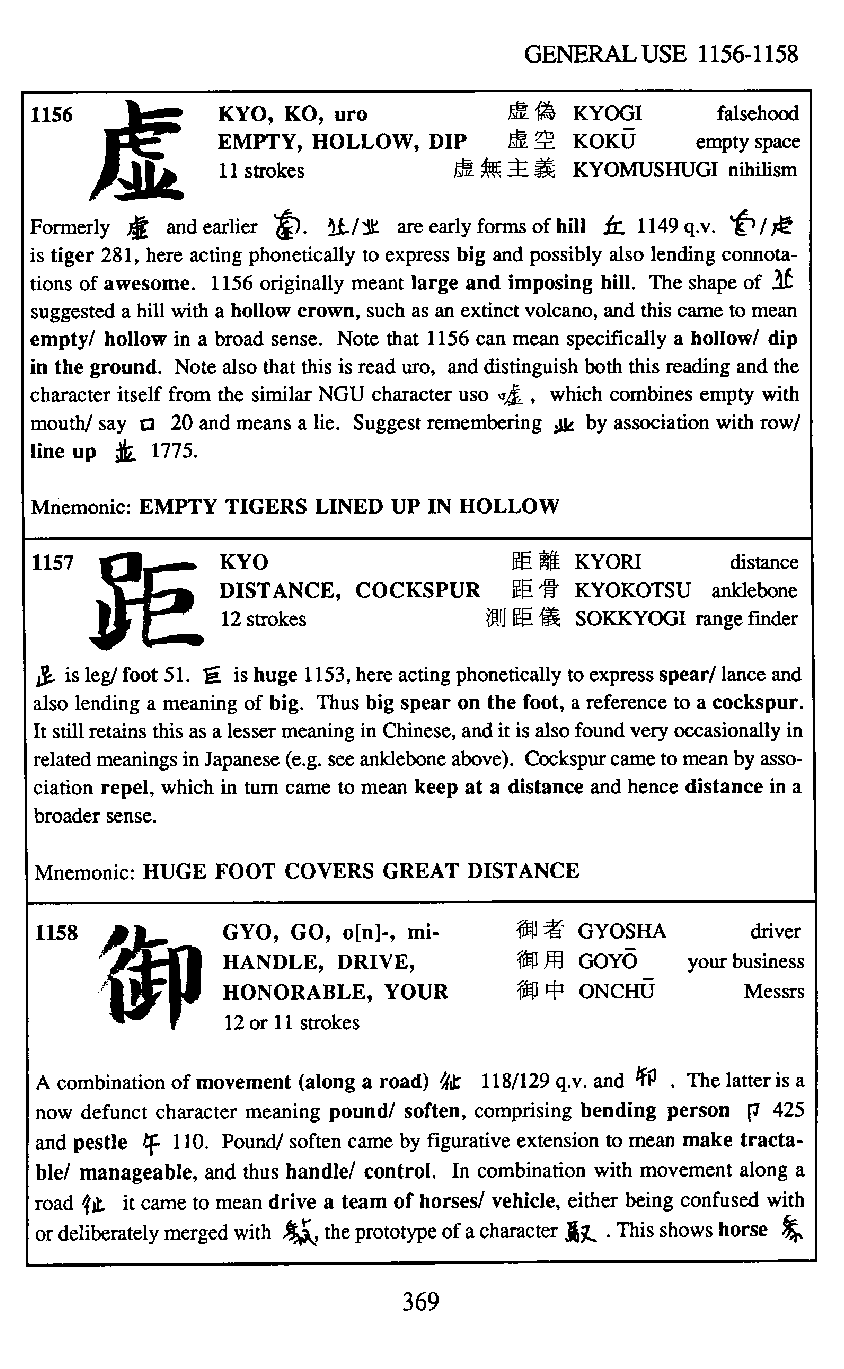 GENERAL USE 1156-1158
1156 虚 KYO, KO, uro 虚偽 KYOGI falsehood
EMPTY, HOLLOW, DIP 虚空 KOKŪ empty space
11 strokes 虚無主義 KYOMUSHUGI nihilism
Formerly 虛 and earlier . / are early forms of hill 丘 1149 q.v. /
is tiger 281, here acting phonetically to express big and possibly also lending connota-
tions of awesome. 1156 originally meant large and imposing hill. The shape of
suggested a hill with a hollow crown, such as an extinct volcano, and this came to mean
empty/ hollow in a broad sense. Note that 1156 can mean specifically a hollow/ dip
in the ground. Note also that this is read uro, and distinguish both this reading and the
character itself from the similar NGU character uso 嘘, which combines empty with
mouth/ say 口 20 and means a lie. Suggest remembering 业 by association with row/
line up 並 1775.
Mnemonic: EMPTY TIGERS LINED UP IN HOLLOW
1157 距 KYO 距離 KYORI distance
DISTANCE, COCKSPUR 距骨 KYOKOTSU anklebone
12 strokes 測距儀 SOKKYOGI range finder
𧾷 is leg/ foot 51. 巨 is huge 1153, here acting phonetically to express spear/ lance and
also lending a meaning of big. Thus big spear on the foot, a reference to a cockspur.
It still retains this as a lesser meaning in Chinese, and it is also found very occasionally in
related meanings in Japanese (e.g. see anklebone above). Cockspur came to mean by asso-
ciation repel, which in turn came to mean keep at a distance and hence distance in a
broader sense.
Mnemonic: HUGE FOOT COVERS GREAT DISTANCE
1158 御 GYO, GO, o[n]-, mi- 御者 GYOSHA driver
HANDLE, DRIVE, 御用 GOYŌ your business
HONORABLE, YOUR 御中 ONCHŪ Messrs
12 or 11 strokes
A combination of movement (along a road) 118/129 q.v. and 卸 . The latter is a
now defunct character meaning pound/ soften, comprising bending person 卩 425
and pestle 午 110. Pound/ soften came by figurative extension to mean make tracta-
ble/ manageable, and thus handle/ control. In combination with movement along a
road it came to mean drive a team of horses/ vehicle, either being confused with
or deliberately merged with , the prototype of a character 馭 . This shows horse
369